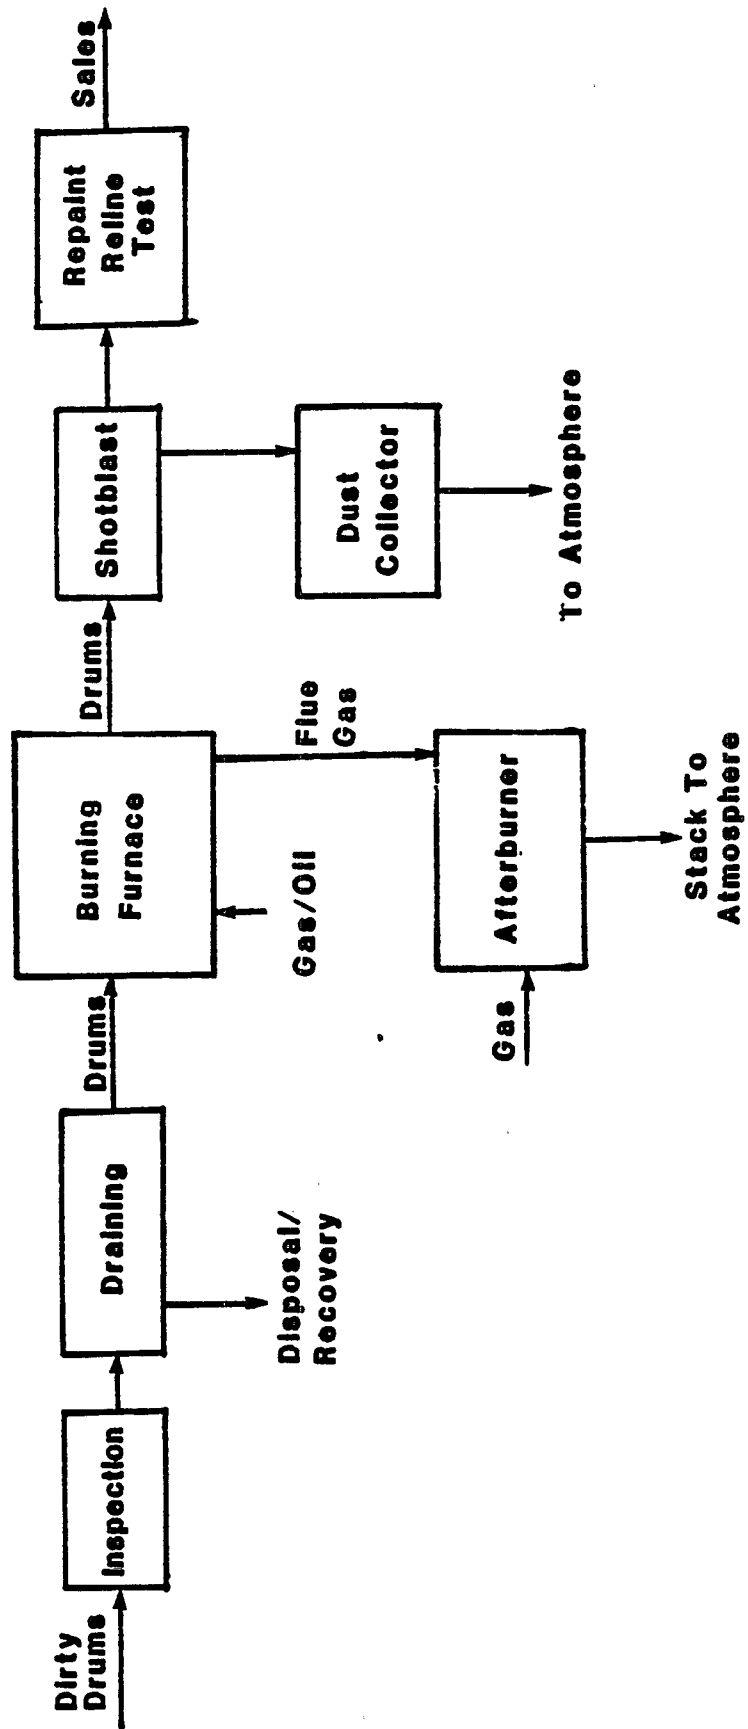 Dirty
Drums
Inspection
Draining
Disposal/
Recovery
Drums
Burning
Furnace
Gas/Oil
Flue
Gas
Gas
Afterburner
Stack To
Atmosphere
Drums
Shotblast
Dust
Collector
To Atmosphere
Repaint
Reline
Test
Sales